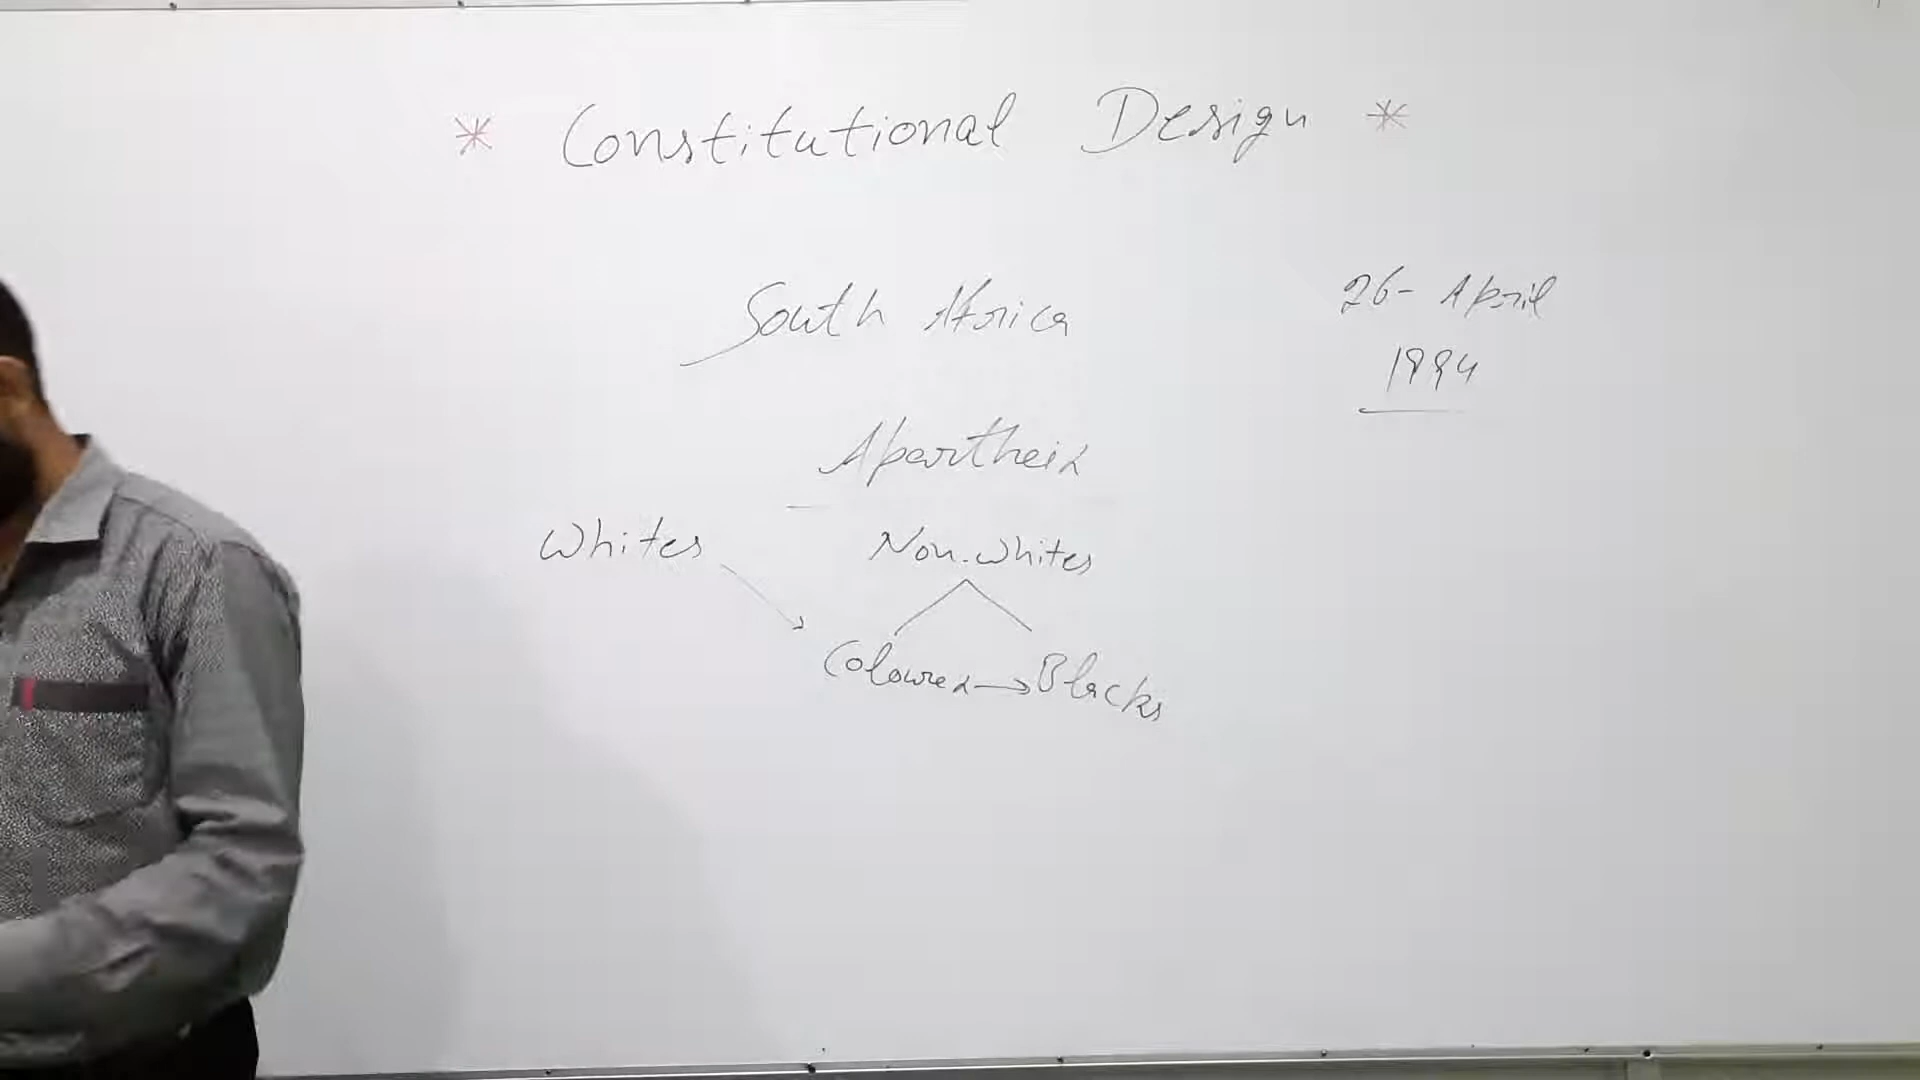 * Constitutional Design *
South Africa
26- April
1994
Apartheid
Whites Non-whites
Coloured → Blacks